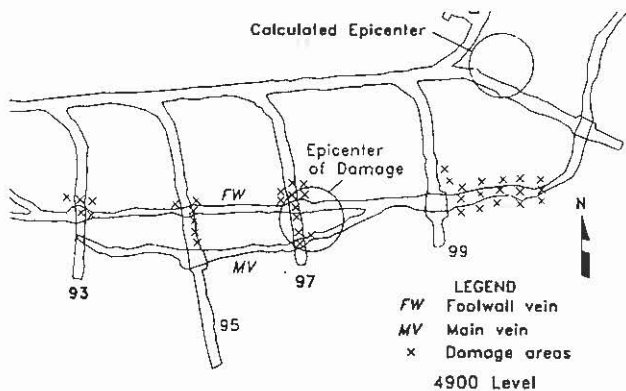 Calculated Epicenter
Epicenter
of Damage
FW
MV
93
95
97
99
N
LEGEND
FW Footwall vein
MV Main vein
× Damage areas
4900 Level